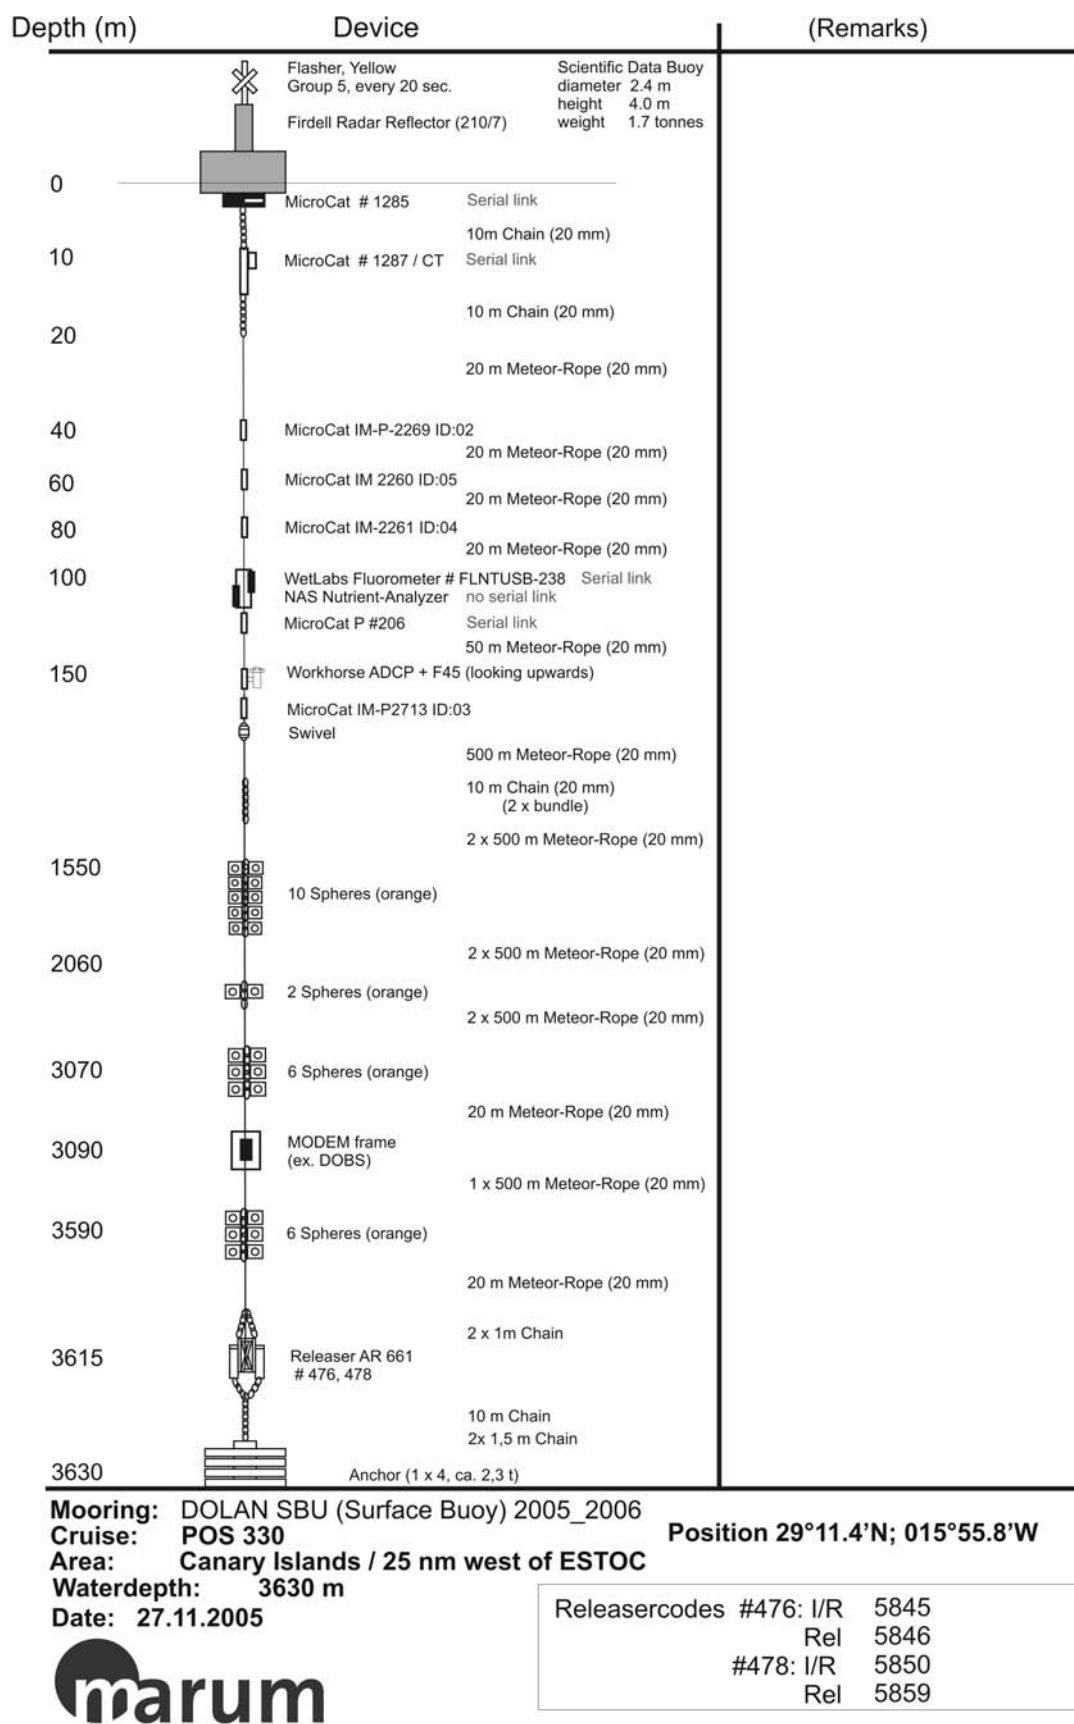 Depth (m) Device (Remarks)
Flasher, Yellow Scientific Data Buoy
Group 5, every 20 sec. diameter 2.4 m
height 4.0 m
Firdell Radar Reflector (210/7) weight 1.7 tonnes
0
MicroCat # 1285 Serial link
10m Chain (20 mm)
10 MicroCat # 1287 / CT Serial link
10 m Chain (20 mm)
20
20 m Meteor-Rope (20 mm)
40 MicroCat IM-P-2269 ID:02
20 m Meteor-Rope (20 mm)
60 MicroCat IM 2260 ID:05
20 m Meteor-Rope (20 mm)
80 MicroCat IM-2261 ID:04
20 m Meteor-Rope (20 mm)
100 WetLabs Fluorometer # FLNTUSB-238 Serial link
NAS Nutrient-Analyzer no serial link
MicroCat P #206 Serial link
50 m Meteor-Rope (20 mm)
150 Workhorse ADCP + F45 (looking upwards)
MicroCat IM-P2713 ID:03
Swivel
500 m Meteor-Rope (20 mm)
10 m Chain (20 mm)
(2 x bundle)
2 x 500 m Meteor-Rope (20 mm)
1550
10 Spheres (orange)
2 x 500 m Meteor-Rope (20 mm)
2060
2 Spheres (orange)
2 x 500 m Meteor-Rope (20 mm)
3070 6 Spheres (orange)
20 m Meteor-Rope (20 mm)
3090 MODEM frame
(ex. DOBS)
1 x 500 m Meteor-Rope (20 mm)
3590 6 Spheres (orange)
20 m Meteor-Rope (20 mm)
2 x 1m Chain
3615 Releaser AR 661
# 476, 478
10 m Chain
2x 1,5 m Chain
3630 Anchor (1 x 4, ca. 2,3 t)
Mooring: DOLAN SBU (Surface Buoy) 2005_2006
Cruise: POS 330 Position 29°11.4'N; 015°55.8'W
Area: Canary Islands / 25 nm west of ESTOC
Waterdepth: 3630 m
Date: 27.11.2005
Releasercodes #476: I/R 5845
Rel 5846
#478: I/R 5850
Rel 5859
marum